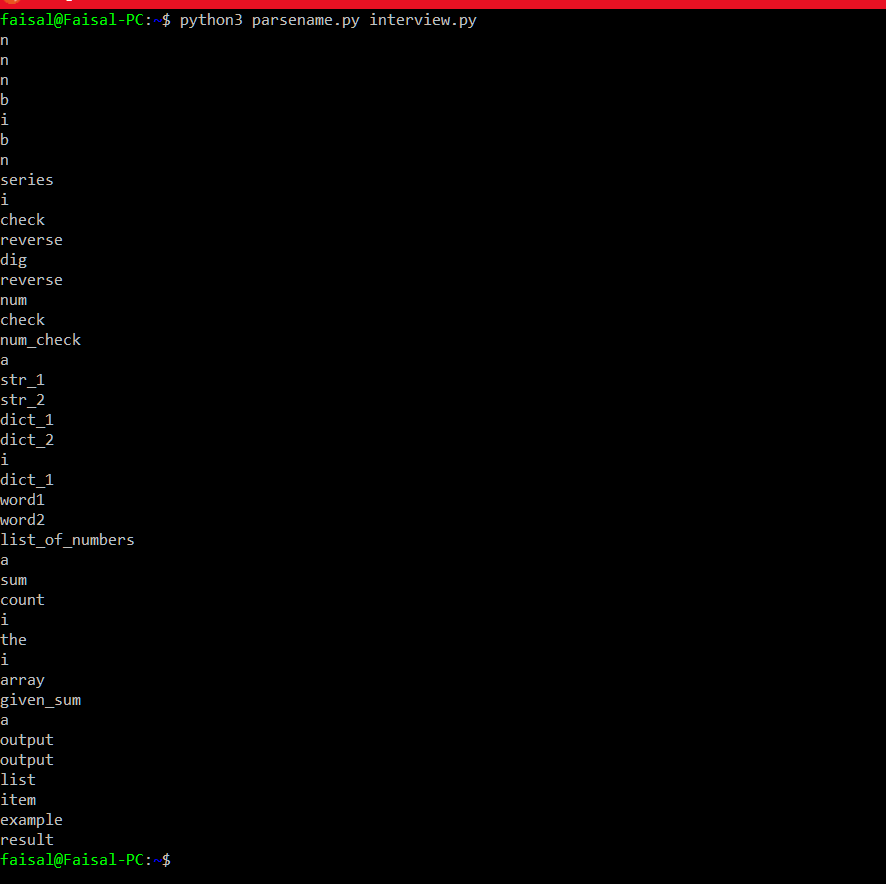 faisal@Faisal-PC:~$ python3 parsename.py interview.py
n
n
n
b
i
b
n
series
i
check
reverse
dig
reverse
num
check
num_check
a
str_1
str_2
dict_1
dict_2
i
dict_1
word1
word2
list_of_numbers
a
sum
count
i
the
i
array
given_sum
a
output
output
list
item
example
result
faisal@Faisal-PC:~$